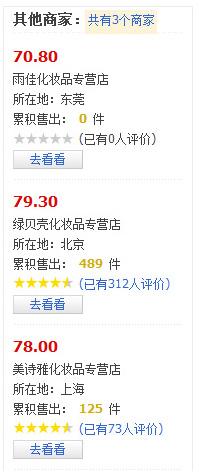 其他商家：共有3个商家
70.80
雨佳化妆品专营店
所在地：东莞
累积售出： 0 件
(已有0人评价)
去看看
79.30
绿贝壳化妆品专营店
所在地：北京
累积售出： 489 件
(已有312人评价)
去看看
78.00
美诗雅化妆品专营店
所在地：上海
累积售出： 125 件
(已有73人评价)
去看看